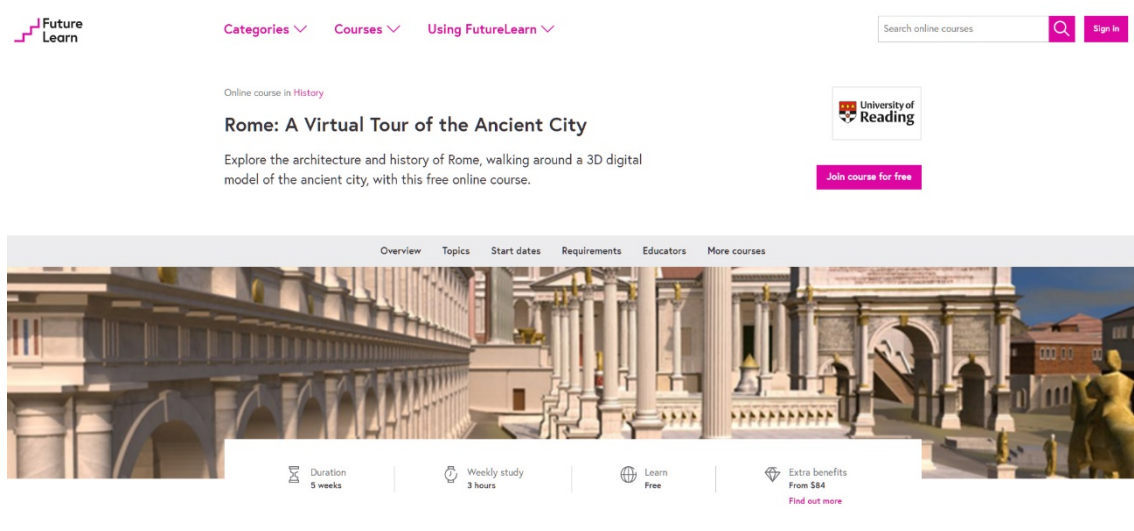 Future
Learn
Categories
Courses
Using FutureLearn
Search online courses
Sign in
Online course in History
Rome: A Virtual Tour of the Ancient City
Explore the architecture and history of Rome, walking around a 3D digital
model of the ancient city, with this free online course.
University of
Reading
Join course for free
Overview
Topics
Start dates
Requirements
Educators
More courses
Duration
5 weeks
Weekly study
3 hours
Learn
Free
Extra benefits
From $84
Find out more